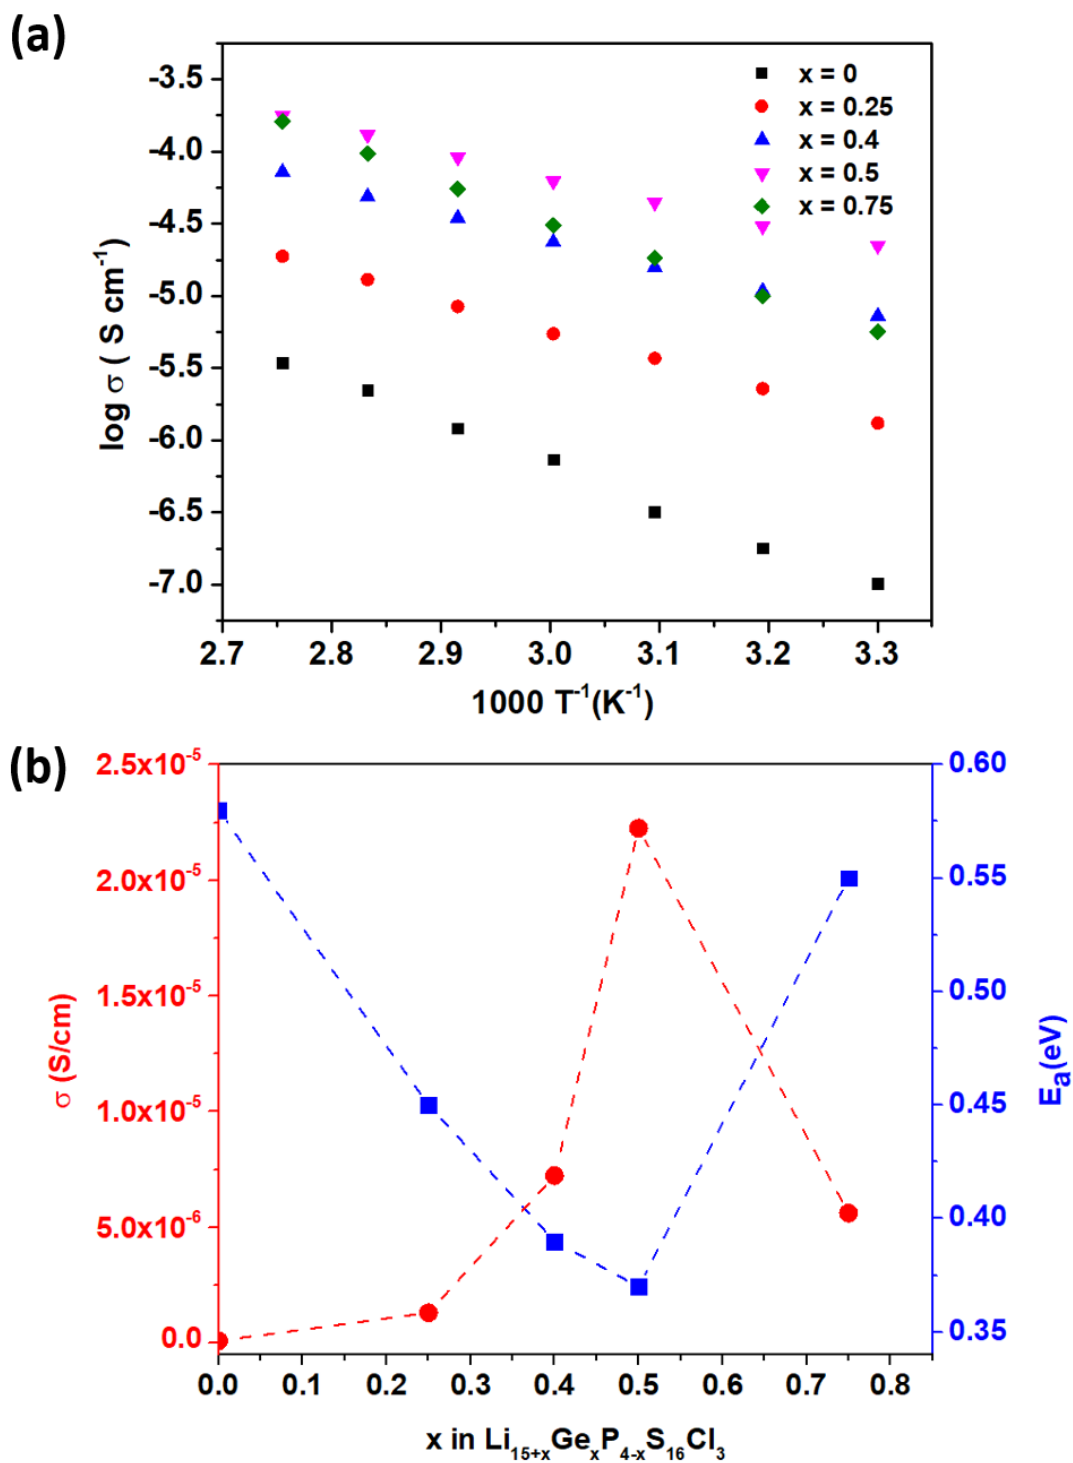 (a)
x = 0
x = 0.25
x = 0.4
x = 0.5
x = 0.75
-3.5
-4.0
-4.5
-5.0
-5.5
-6.0
-6.5
-7.0
log σ ( S cm⁻¹)
2.7 2.8 2.9 3.0 3.1 3.2 3.3
1000 T⁻¹(K⁻¹)
(b)
2.5x10⁻⁵
2.0x10⁻⁵
1.5x10⁻⁵
1.0x10⁻⁵
5.0x10⁻⁶
0.0
σ (S/cm)
0.60
0.55
0.50
0.45
0.40
0.35
Eₐ(eV)
0.0 0.1 0.2 0.3 0.4 0.5 0.6 0.7 0.8
x in Li₁₅₊ₓGeₓP₄₋ₓS₁₆Cl₃